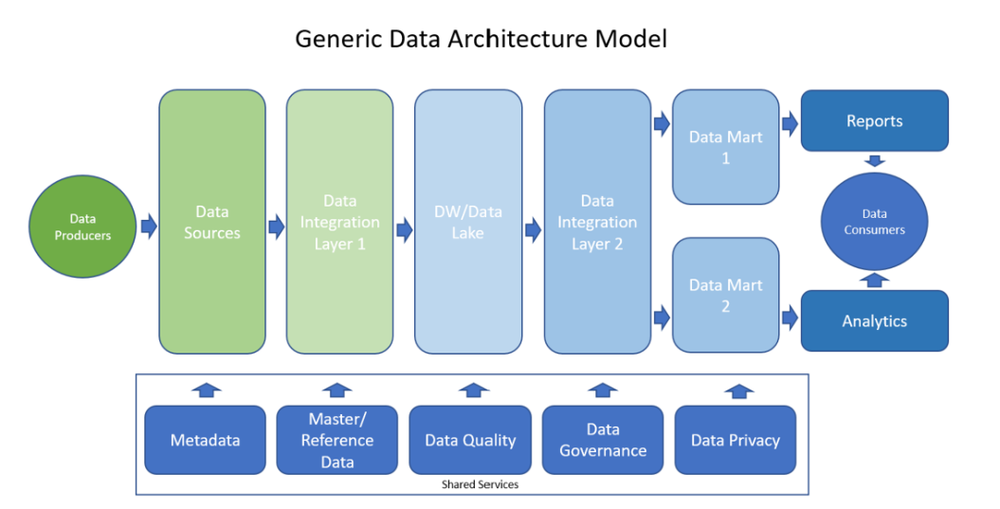 Generic Data Architecture Model
Data
Producers
Data
Sources
Data
Integration
Layer 1
DW/Data
Lake
Data
Integration
Layer 2
Data Mart
1
Data Mart
2
Reports
Data
Consumers
Analytics
Metadata
Master/
Reference
Data
Data Quality
Data
Governance
Data Privacy
Shared Services